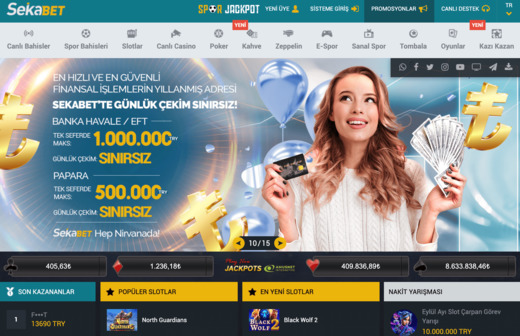 SekaBET
SPOR JACKPOT
YENİ ÜYE
SİSTEME GİRİŞ
PROMOSYONLAR
CANLI DESTEK
TR
Canlı Bahisler
Spor Bahisleri
Slotlar
Canlı Casino
Poker
YENİ
Kahve
Zeppelin
E-Spor
Sanal Spor
Tombala
YENİ
Oyunlar
Kazı Kazan
EN HIZLI VE EN GÜVENLİ
FİNANSAL İŞLEMLERİN YILLANMIŞ ADRESİ
SEKABET'TE GÜNLÜK ÇEKİM SINIRSIZ!
BANKA HAVALE / EFT
TEK SEFERDE
MAKS: 1.000.000TRY
GÜNLÜK ÇEKİM: SINIRSIZ
PAPARA
TEK SEFERDE
MAKS: 500.000TRY
GÜNLÜK ÇEKİM: SINIRSIZ
SekaBET Hep Nirvanada!
10/15
405,63₺
1.236,18₺
JACKPOTS
409.836,89₺
8.633.838,46₺
SON KAZANANLAR
POPÜLER SLOTLAR
EN YENİ SLOTLAR
NAKİT YARIŞMASI
1
F***T
13690 TRY
North Guardians
BLACK WOLF 2
Black Wolf 2
Eylül Ayı Slot Çarpan Görev
Yarışı
10.000.000 TRY